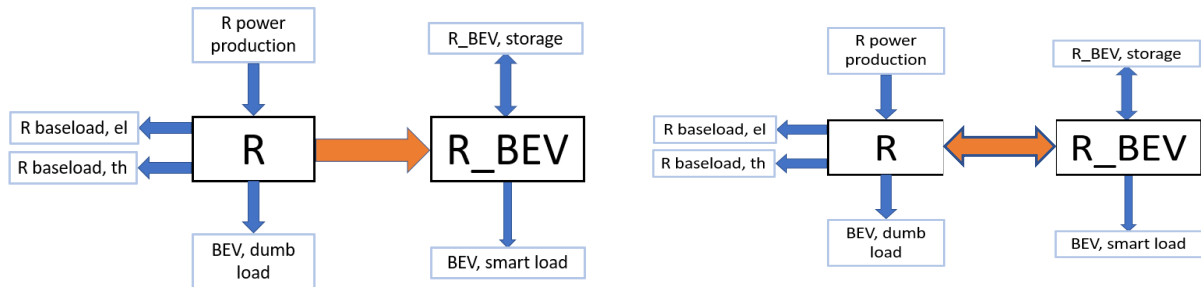 R power
production
R_BEV, storage
R baseload, el
R baseload, th
R
R_BEV
BEV, dumb
load
BEV, smart load
R power
production
R_BEV, storage
R baseload, el
R baseload, th
R
R_BEV
BEV, dumb
load
BEV, smart load